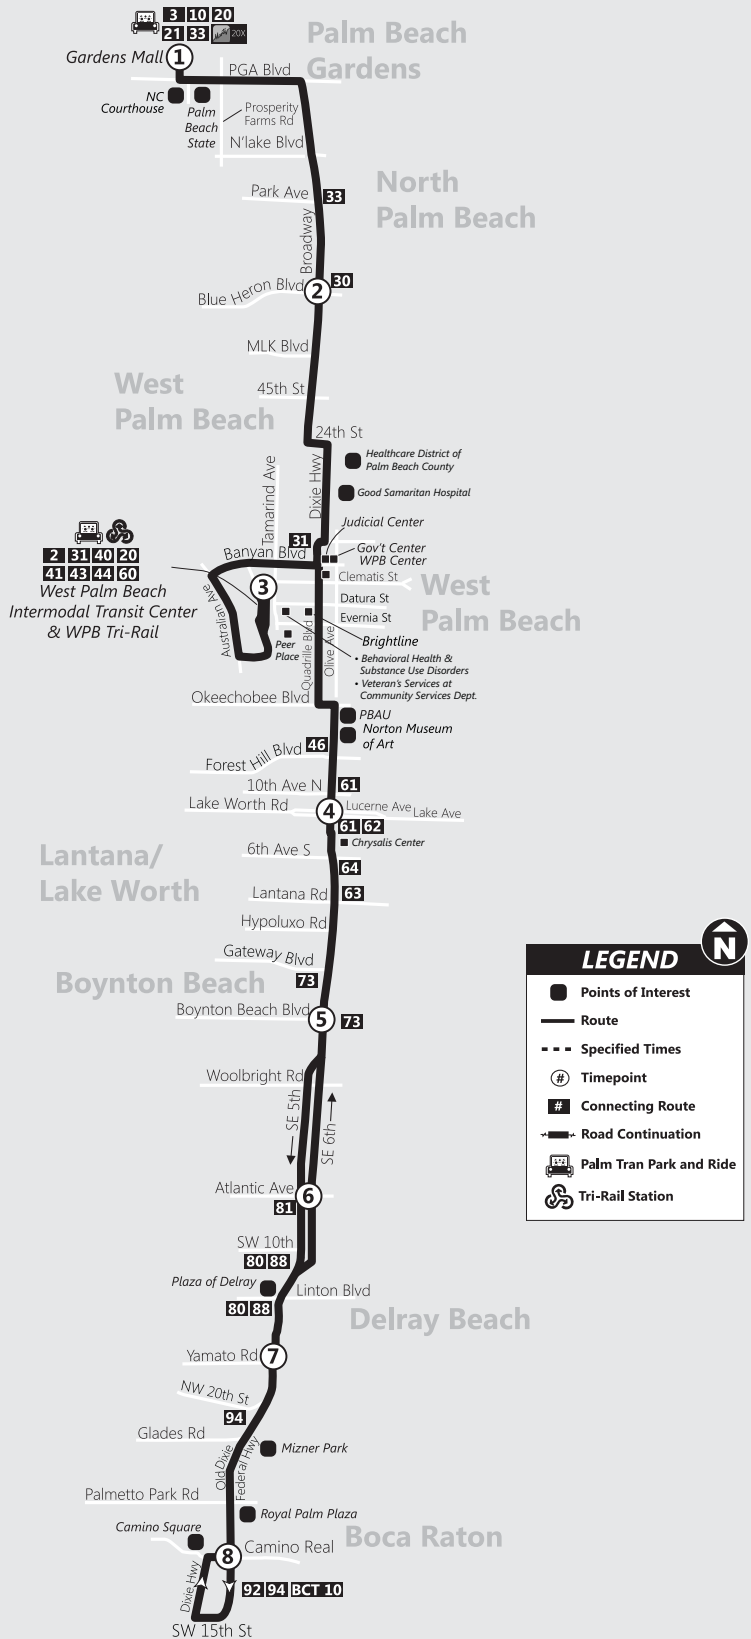 3 10 20
21 33 20X
Palm Beach
Gardens
Gardens Mall 1
PGA Blvd
NC
Courthouse
Palm
Beach
State
Prosperity
Farms Rd
N'lake Blvd
North
Palm Beach
Park Ave 33
Broadway
30
Blue Heron Blvd 2
MLK Blvd
West
Palm Beach
45th St
24th St
Healthcare District of
Palm Beach County
Dixie Hwy
Tamarind Ave
Good Samaritan Hospital
Judicial Center
31
Banyan Blvd
Gov't Center
WPB Center
2 31 40 20
41 43 44 60
West Palm Beach
Intermodal Transit Center
& WPB Tri-Rail
3
Clematis St
West
Palm Beach
Datura St
Evernia St
Australian Ave
Peer
Place
Quadrille Blvd
Olive Ave
Brightline
• Behavioral Health &
Substance Use Disorders
• Veteran's Services at
Community Services Dept.
Okeechobee Blvd
PBAU
Norton Museum
of Art
46
Forest Hill Blvd
10th Ave N 61
Lake Worth Rd 4 Lucerne Ave Lake Ave
61 62
Chrysalis Center
Lantana/
Lake Worth
6th Ave S
64
Lantana Rd 63
Hypoluxo Rd
Gateway Blvd
73
Boynton Beach
Boynton Beach Blvd 5 73
Woolbright Rd
SE 5th
SE 6th
Atlantic Ave 6
81
SW 10th
80 88
Plaza of Delray
Linton Blvd
80 88
Delray Beach
Yamato Rd 7
NW 20th St
94
Glades Rd
Old Dixie
Federal Hwy
Mizner Park
Palmetto Park Rd
Royal Palm Plaza
Camino Square
Boca Raton
8 Camino Real
Dixie Hwy
92 94 BCT 10
SW 15th St
N
LEGEND
Points of Interest
Route
Specified Times
# Timepoint
# Connecting Route
Road Continuation
Palm Tran Park and Ride
Tri-Rail Station